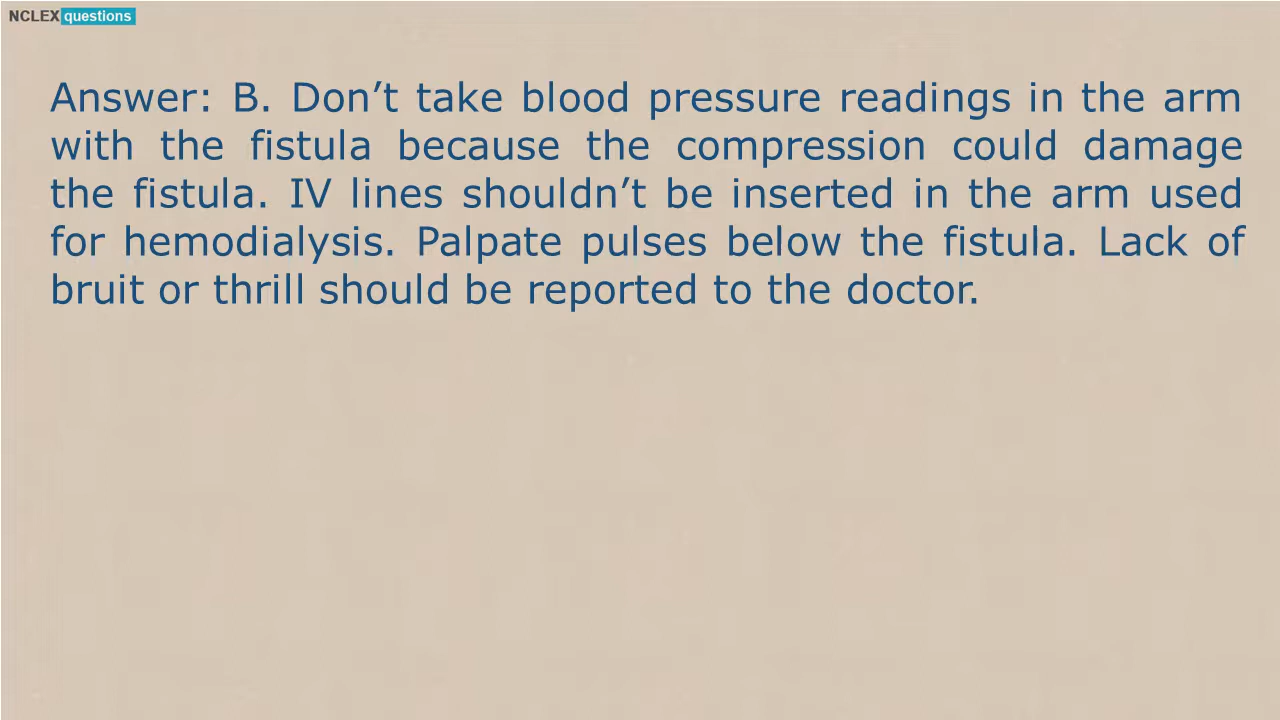 NCLEX questions
Answer: B. Don’t take blood pressure readings in the arm
with the fistula because the compression could damage
the fistula. IV lines shouldn’t be inserted in the arm used
for hemodialysis. Palpate pulses below the fistula. Lack of
bruit or thrill should be reported to the doctor.